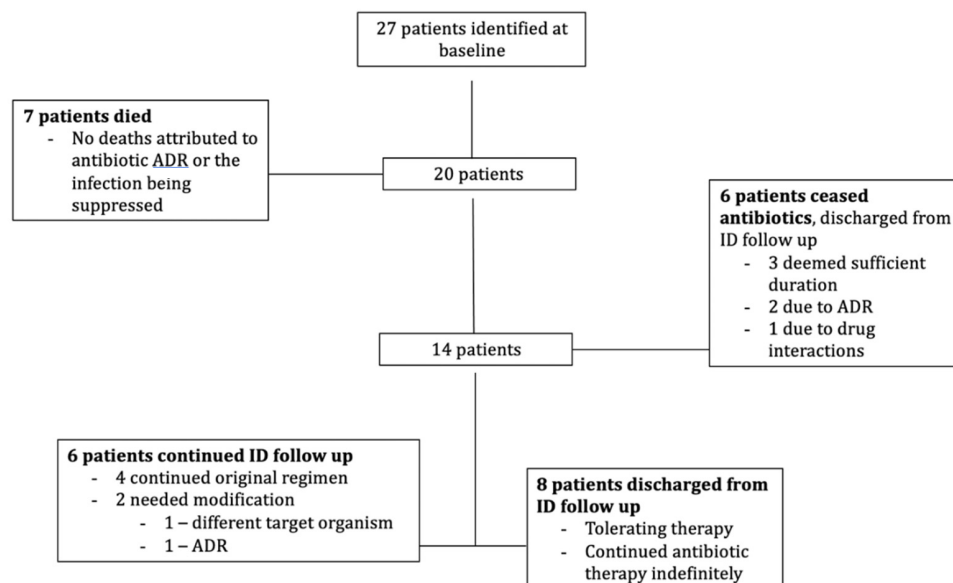 27 patients identified at
baseline
7 patients died
- No deaths attributed to
antibiotic ADR or the
infection being
suppressed
20 patients
6 patients ceased
antibiotics, discharged from
ID follow up
- 3 deemed sufficient
duration
- 2 due to ADR
- 1 due to drug
interactions
14 patients
6 patients continued ID follow up
- 4 continued original regimen
- 2 needed modification
- 1 – different target organism
- 1 – ADR
8 patients discharged from
ID follow up
- Tolerating therapy
- Continued antibiotic
therapy indefinitely